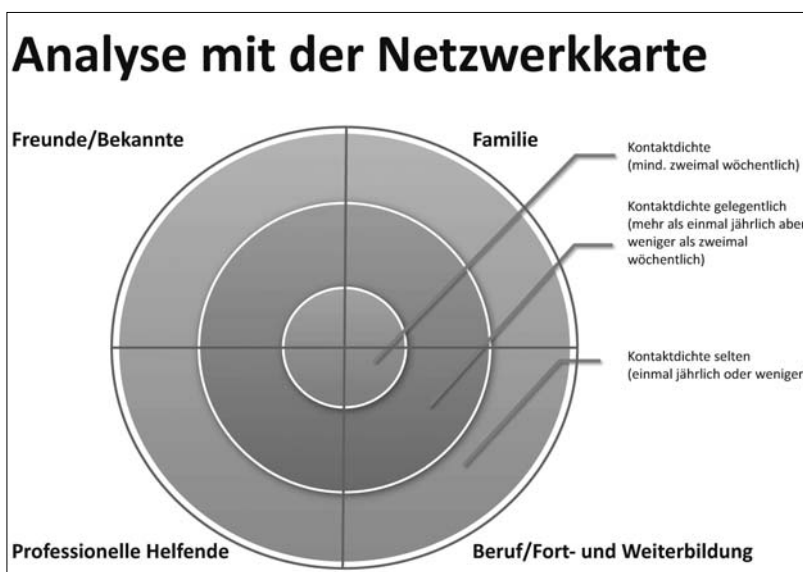 Analyse mit der Netzwerkkarte
Freunde/Bekannte
Familie
Kontaktdichte
(mind. zweimal wöchentlich)
Kontaktdichte gelegentlich
(mehr als einmal jährlich aber
weniger als zweimal
wöchentlich)
Kontaktdichte selten
(einmal jährlich oder weniger
Professionelle Helfende
Beruf/Fort- und Weiterbildung